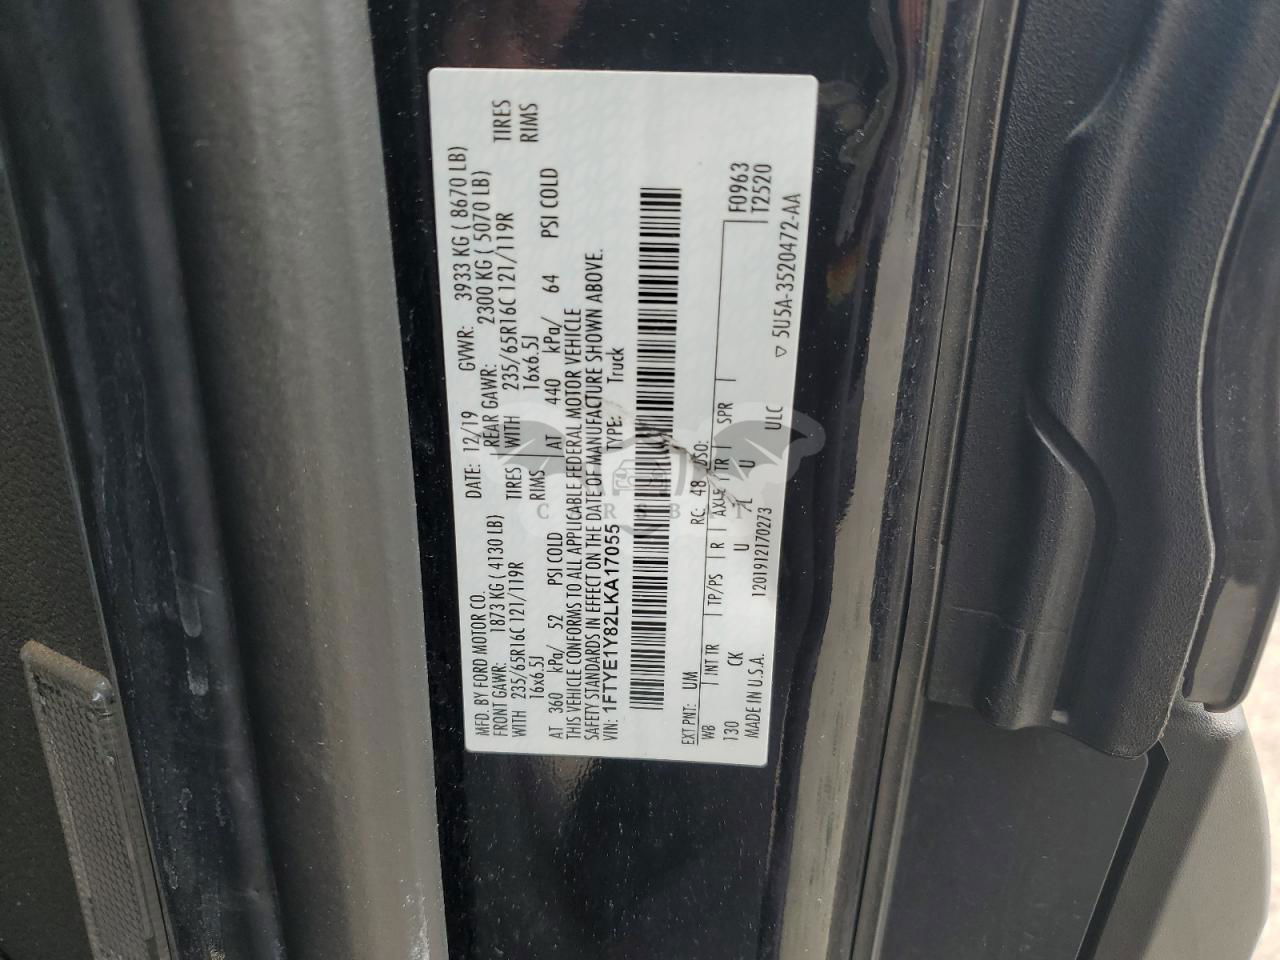 MFD. BY FORD MOTOR CO. DATE: 12/19 GVWR: 3933 KG ( 8670 LB)
FRONT GAWR: 1873 KG ( 4130 LB) REAR GAWR: 2300 KG ( 5070 LB)
WITH 235/65R16C 121/119R TIRES WITH 235/65R16C 121/119R TIRES
16x6.5J RIMS 16x6.5J RIMS
AT 360 kPa/ 52 PSI COLD AT 440 kPa/ 64 PSI COLD
THIS VEHICLE CONFORMS TO ALL APPLICABLE FEDERAL MOTOR VEHICLE
SAFETY STANDARDS IN EFFECT ON THE DATE OF MANUFACTURE SHOWN ABOVE.
VIN: 1FTYE1Y82LKA17055 TYPE: Truck
EXT PNT: UM RC: 48 DSO: F0963
WB INT TR TP/PS R AXLE TR SPR T2520
130 CK U L U
MADE IN U.S.A. 1201912170273 ULC ▽ 5U5A-3520472-AA